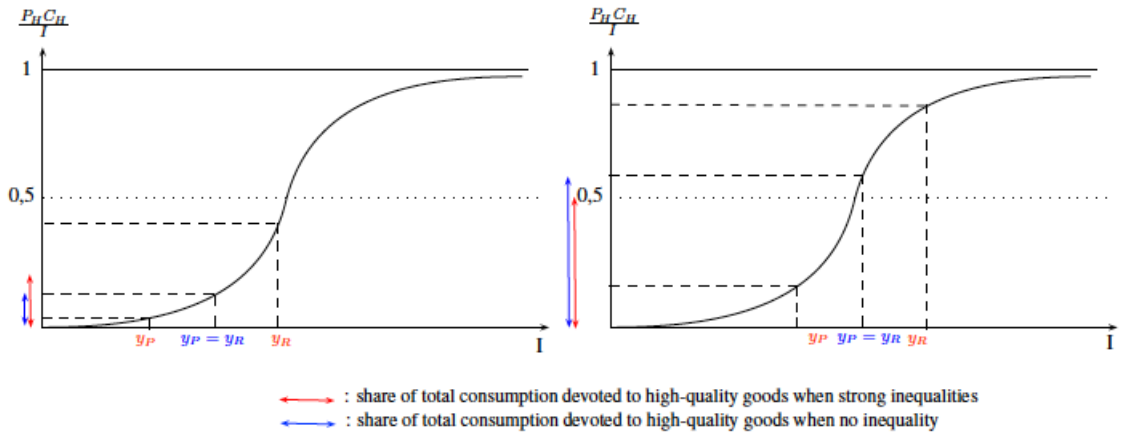 P_H C_H
I
1
0,5
y_P y_P = y_R y_R
I
P_H C_H
I
1
0,5
y_P y_P = y_R y_R
I
: share of total consumption devoted to high-quality goods when strong inequalities
: share of total consumption devoted to high-quality goods when no inequality